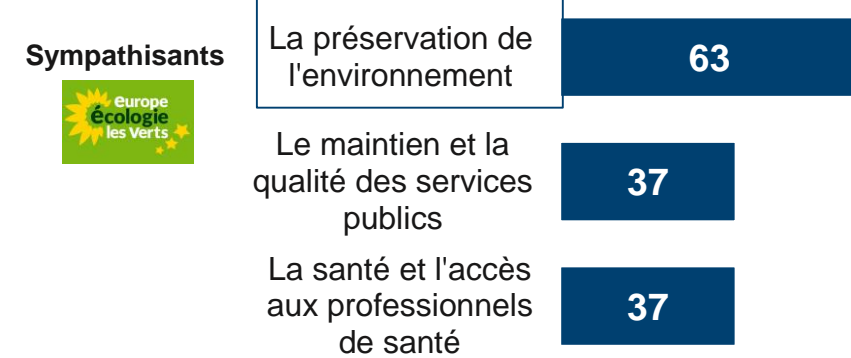 Sympathisants
europe
écologie
les Verts
La préservation de
l'environnement
63
Le maintien et la
qualité des services
publics
37
La santé et l'accès
aux professionnels
de santé
37